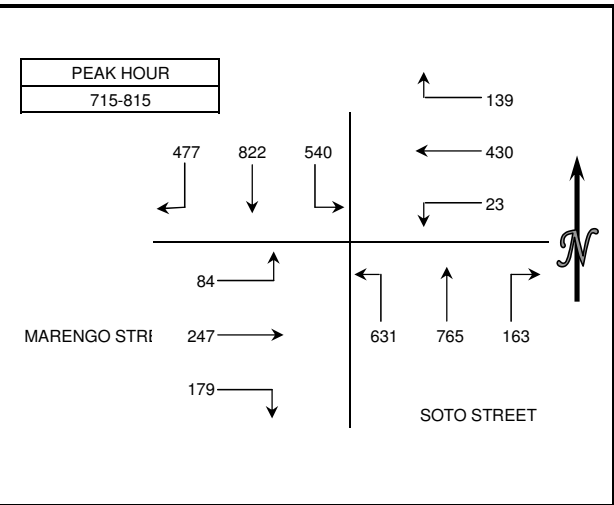 PEAK HOUR
715-815
139
477 822 540
430
23
84
MARENGO STRE
247
631 765 163
179
SOTO STREET
N